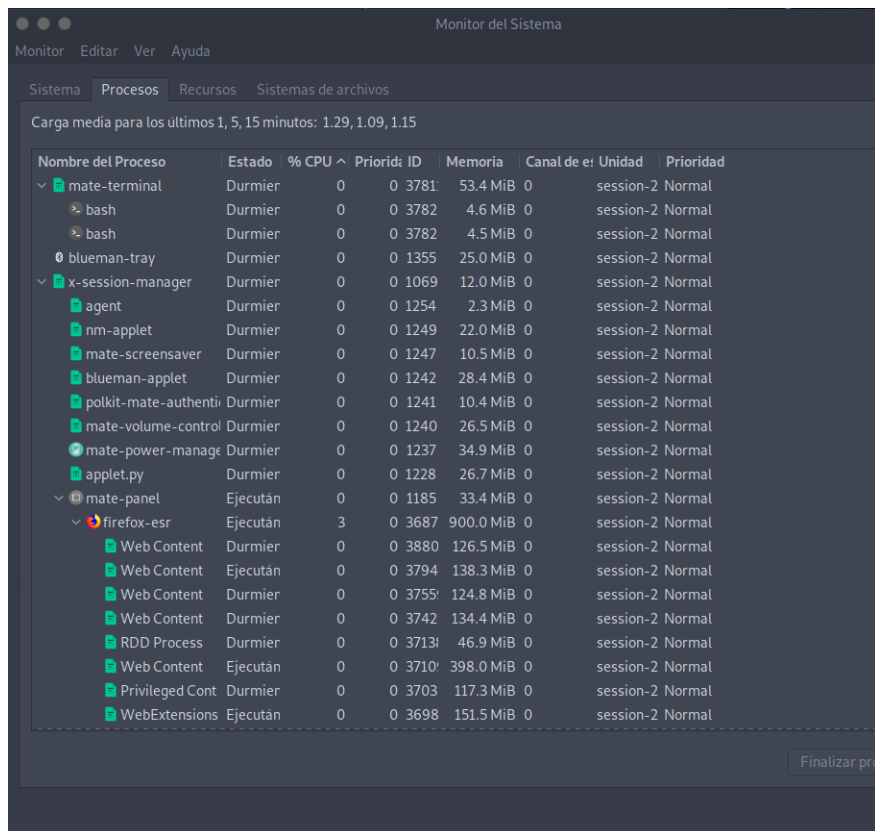 Monitor del Sistema
Monitor Editar Ver Ayuda
Sistema Procesos Recursos Sistemas de archivos
Carga media para los últimos 1, 5, 15 minutos: 1.29, 1.09, 1.15
Nombre del Proceso Estado % CPU Priorida ID Memoria Canal de es Unidad Prioridad
mate-terminal Durmier 0 0 3781 53.4 MiB 0 session-2 Normal
bash Durmier 0 0 3782 4.6 MiB 0 session-2 Normal
bash Durmier 0 0 3782 4.5 MiB 0 session-2 Normal
blueman-tray Durmier 0 0 1355 25.0 MiB 0 session-2 Normal
x-session-manager Durmier 0 0 1069 12.0 MiB 0 session-2 Normal
agent Durmier 0 0 1254 2.3 MiB 0 session-2 Normal
nm-applet Durmier 0 0 1249 22.0 MiB 0 session-2 Normal
mate-screensaver Durmier 0 0 1247 10.5 MiB 0 session-2 Normal
blueman-applet Durmier 0 0 1242 28.4 MiB 0 session-2 Normal
polkit-mate-authenti Durmier 0 0 1241 10.4 MiB 0 session-2 Normal
mate-volume-control Durmier 0 0 1240 26.5 MiB 0 session-2 Normal
mate-power-manage Durmier 0 0 1237 34.9 MiB 0 session-2 Normal
applet.py Durmier 0 0 1228 26.7 MiB 0 session-2 Normal
mate-panel Ejecután 0 0 1185 33.4 MiB 0 session-2 Normal
firefox-esr Ejecután 3 0 3687 900.0 MiB 0 session-2 Normal
Web Content Durmier 0 0 3880 126.5 MiB 0 session-2 Normal
Web Content Ejecután 0 0 3794 138.3 MiB 0 session-2 Normal
Web Content Durmier 0 0 3755 124.8 MiB 0 session-2 Normal
Web Content Durmier 0 0 3742 134.4 MiB 0 session-2 Normal
RDD Process Durmier 0 0 3713 46.9 MiB 0 session-2 Normal
Web Content Ejecután 0 0 3710 398.0 MiB 0 session-2 Normal
Privileged Cont Durmier 0 0 3703 117.3 MiB 0 session-2 Normal
WebExtensions Ejecután 0 0 3698 151.5 MiB 0 session-2 Normal
Finalizar pro